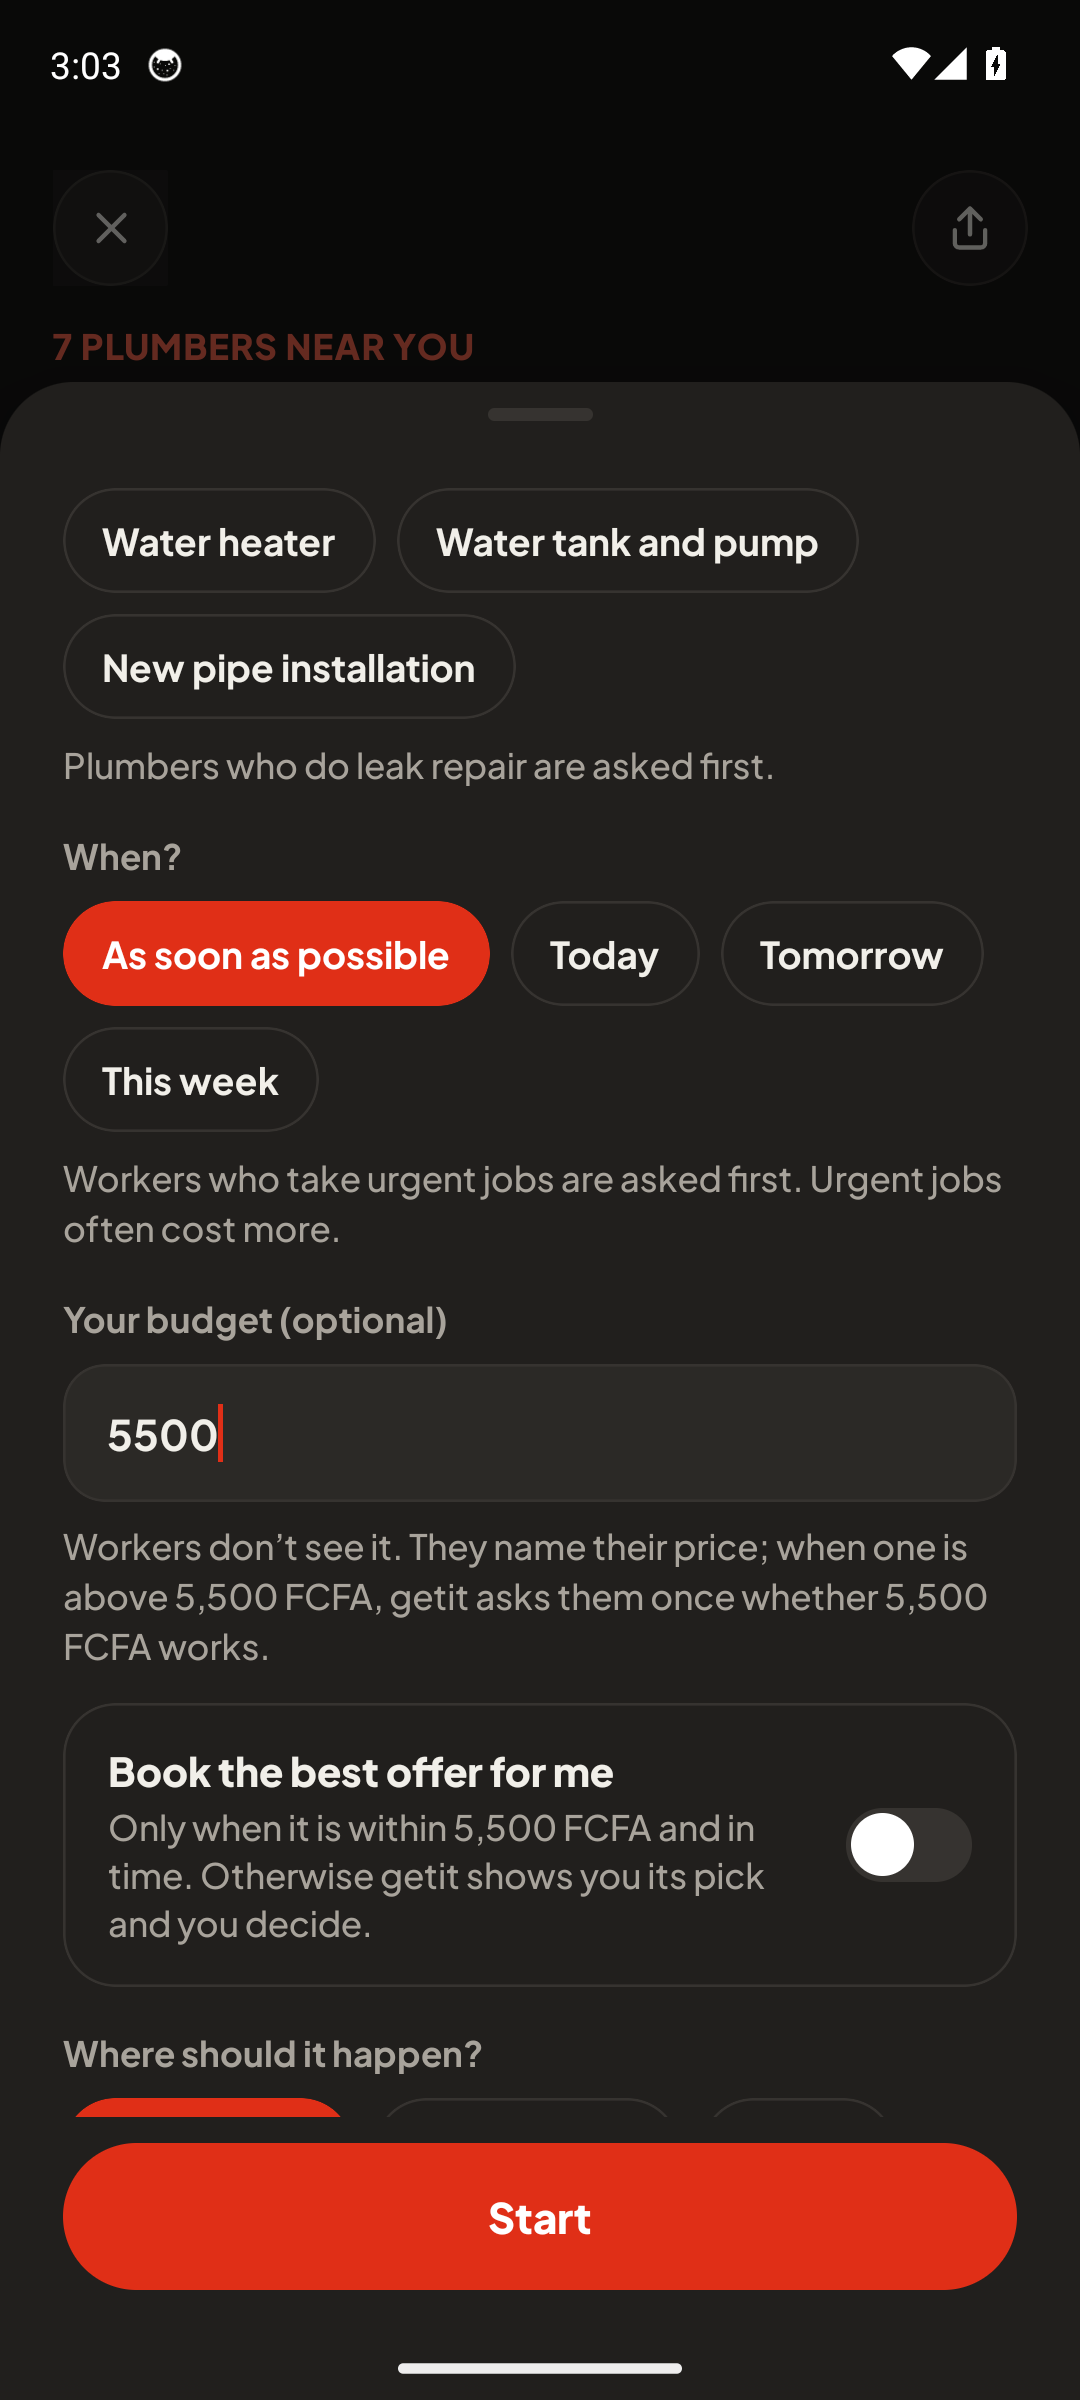 3:03
7 PLUMBERS NEAR YOU
Water heater
Water tank and pump
New pipe installation
Plumbers who do leak repair are asked first.
When?
As soon as possible
Today
Tomorrow
This week
Workers who take urgent jobs are asked first. Urgent jobs
often cost more.
Your budget (optional)
5500
Workers don’t see it. They name their price; when one is
above 5,500 FCFA, getit asks them once whether 5,500
FCFA works.
Book the best offer for me
Only when it is within 5,500 FCFA and in
time. Otherwise getit shows you its pick
and you decide.
Where should it happen?
Start